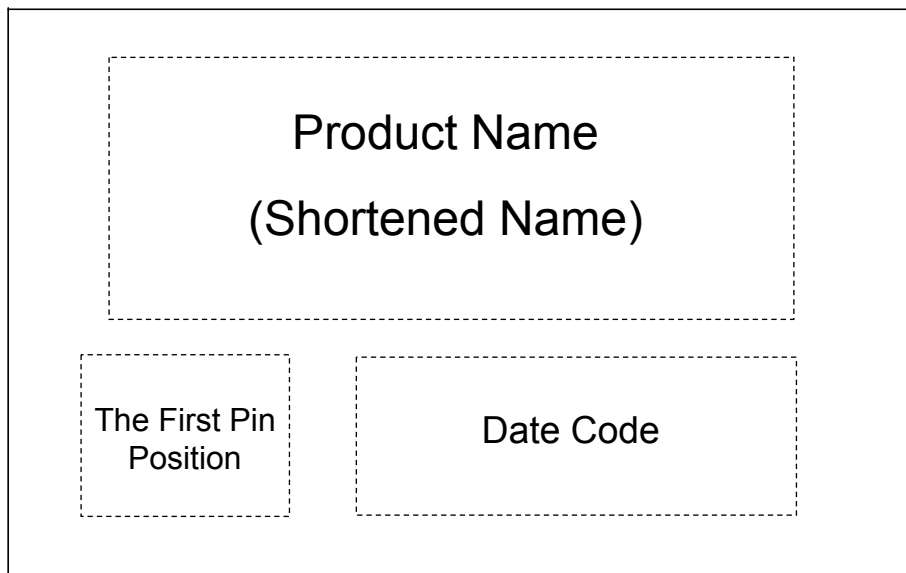 Product Name
(Shortened Name)
The First Pin
Position
Date Code